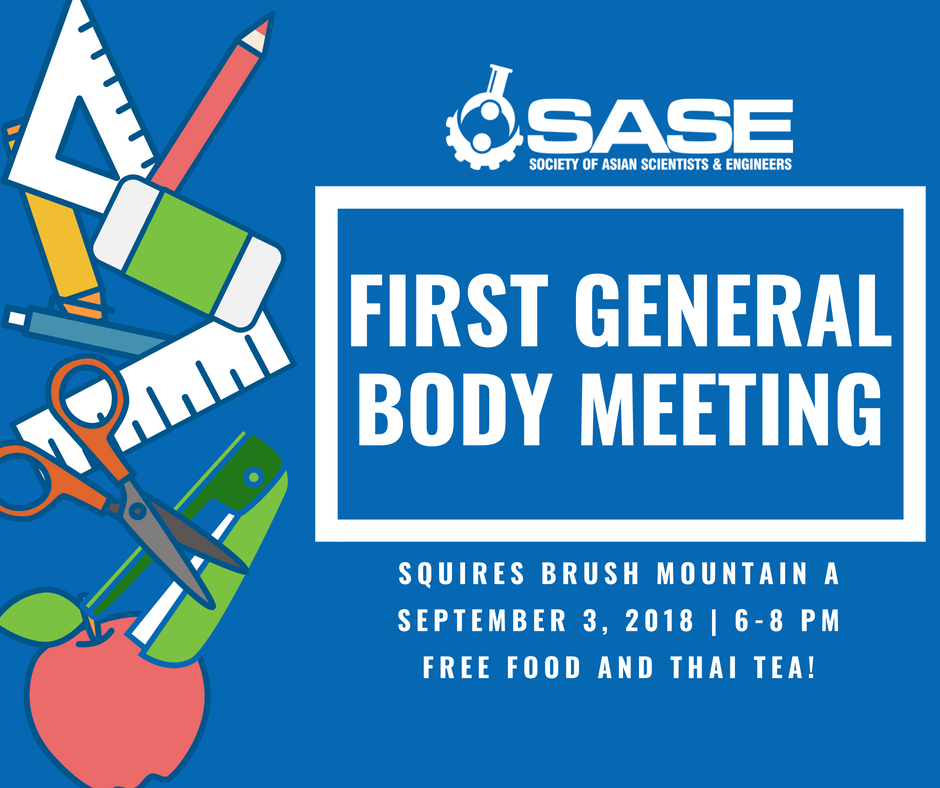 SASE
SOCIETY OF ASIAN SCIENTISTS & ENGINEERS
FIRST GENERAL
BODY MEETING
SQUIRES BRUSH MOUNTAIN A
SEPTEMBER 3, 2018 | 6-8 PM
FREE FOOD AND THAI TEA!